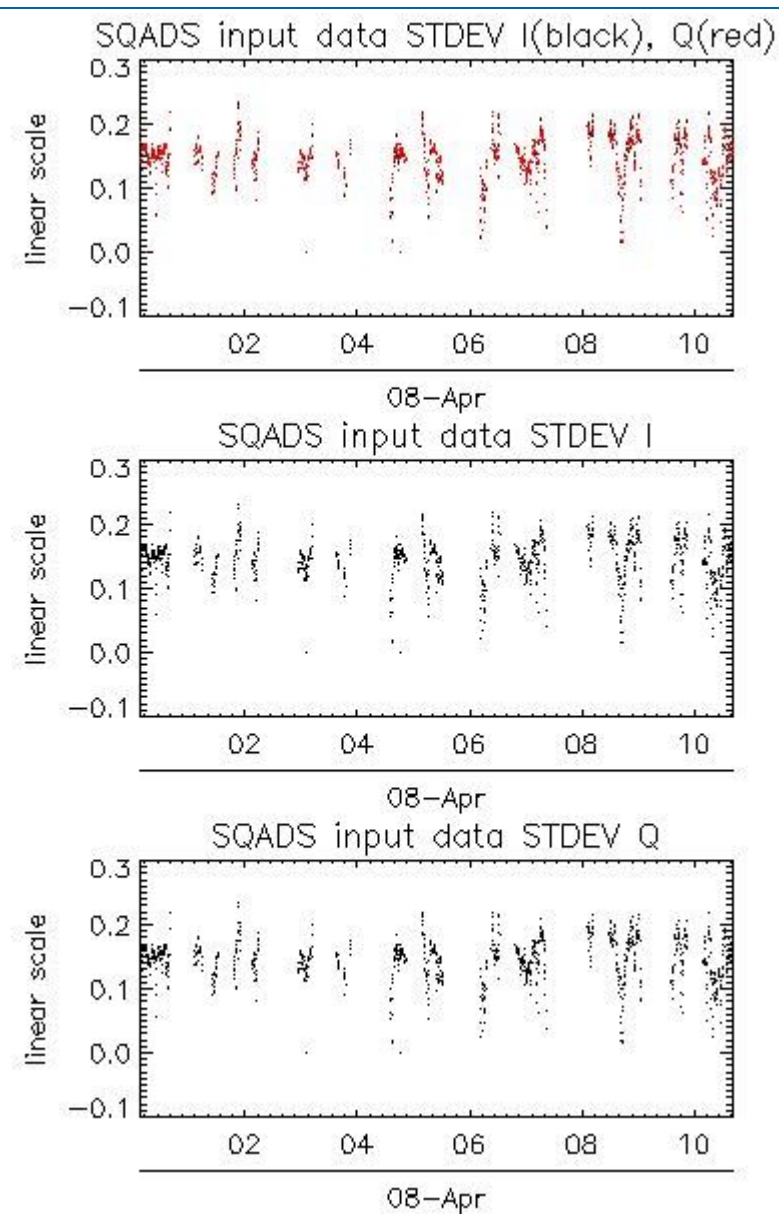 SQADS input data STDEV I(black), Q(red)
0.3
0.2
0.1
0.0
−0.1
linear scale
02 04 06 08 10
08−Apr
SQADS input data STDEV I
0.3
0.2
0.1
0.0
−0.1
linear scale
02 04 06 08 10
08−Apr
SQADS input data STDEV Q
0.3
0.2
0.1
0.0
−0.1
linear scale
02 04 06 08 10
08−Apr